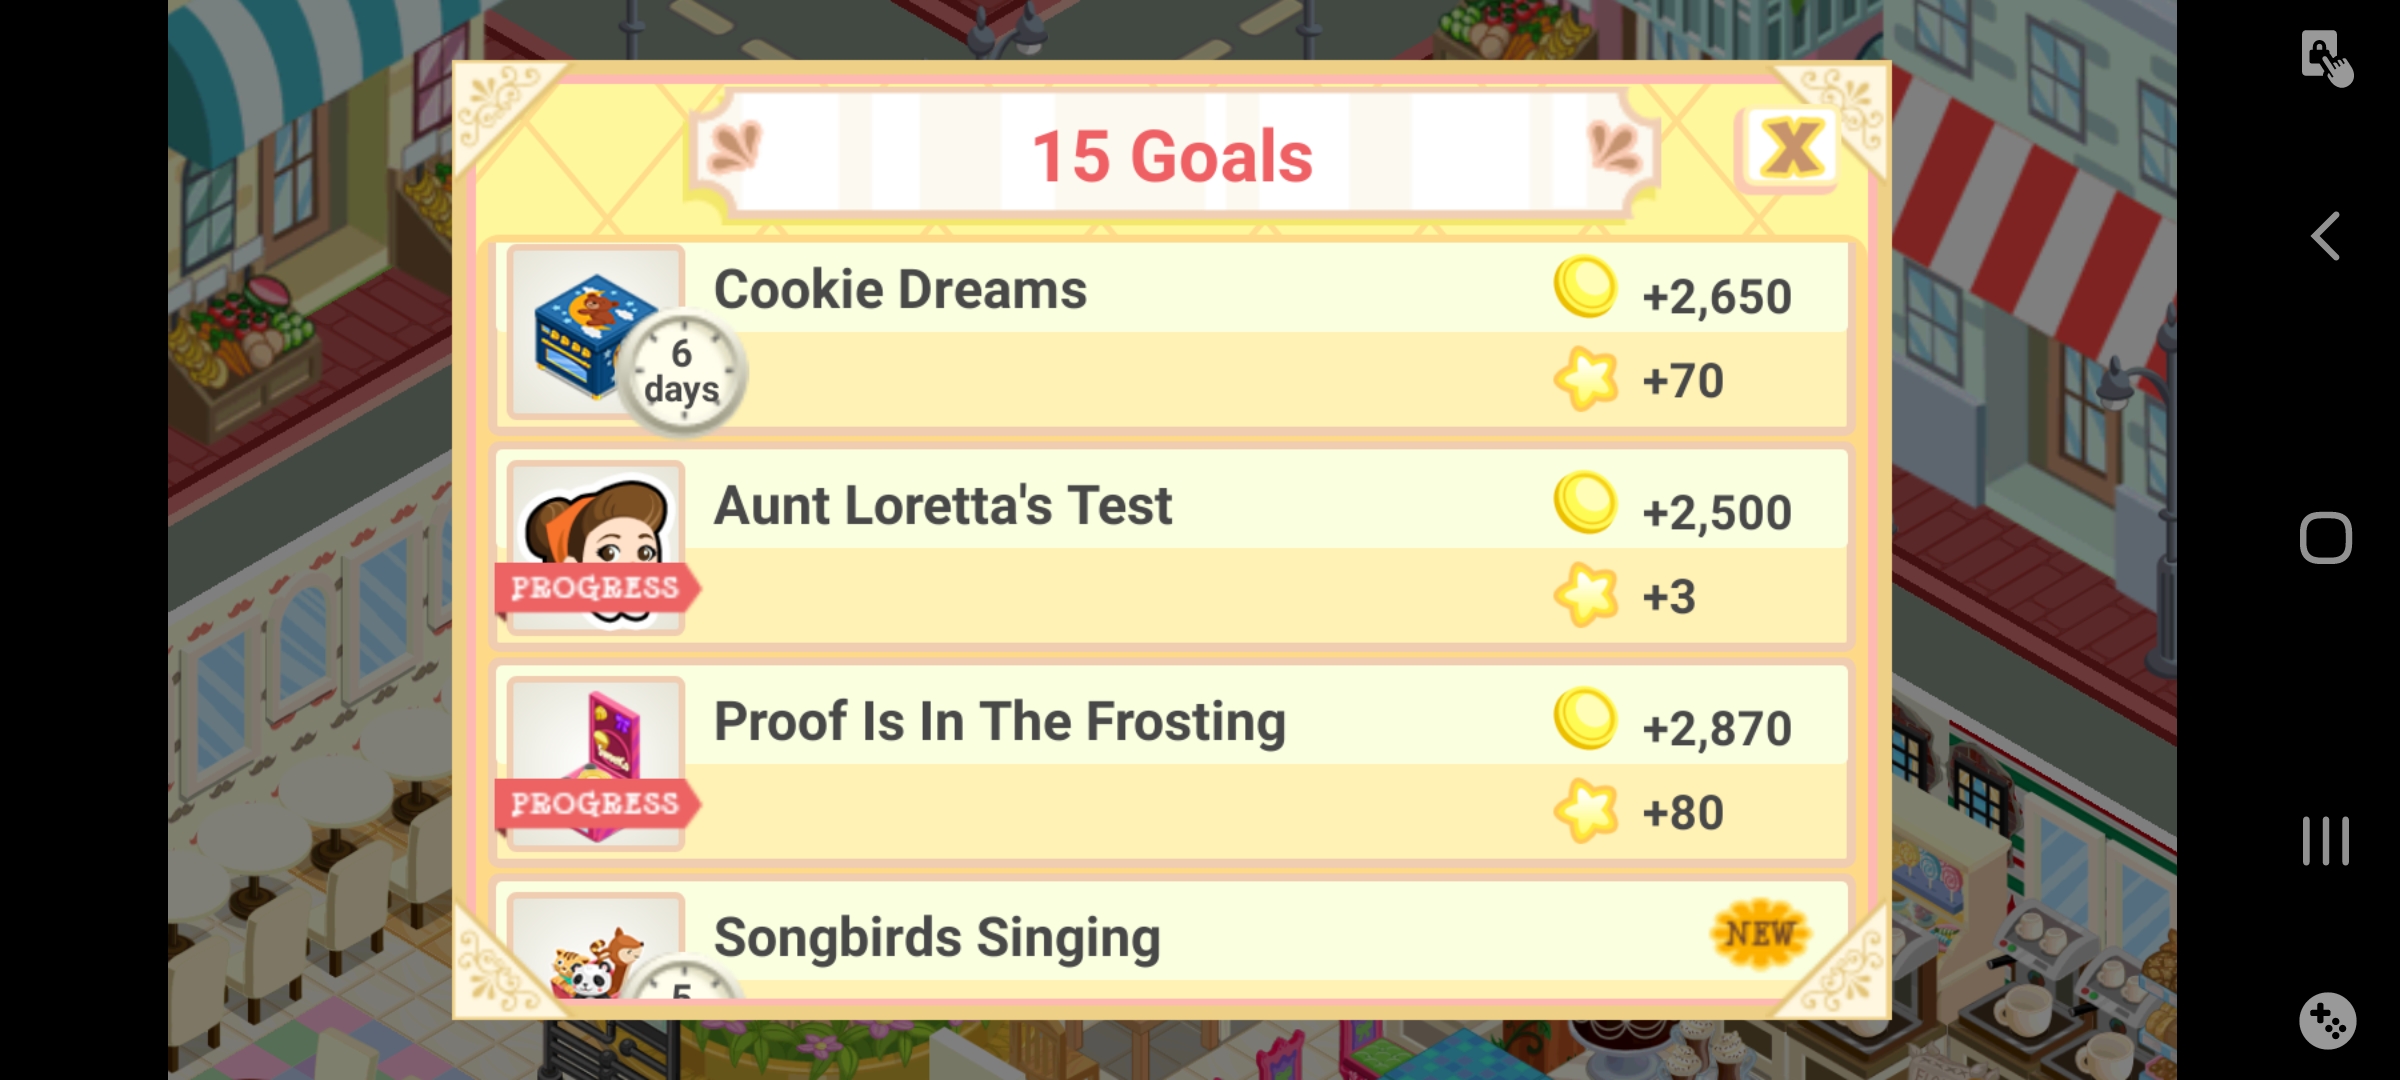 15 Goals
X
Cookie Dreams
+2,650
6
days
+70
Aunt Loretta's Test
+2,500
PROGRESS
+3
Proof Is In The Frosting
+2,870
PROGRESS
+80
Songbirds Singing
NEW
5